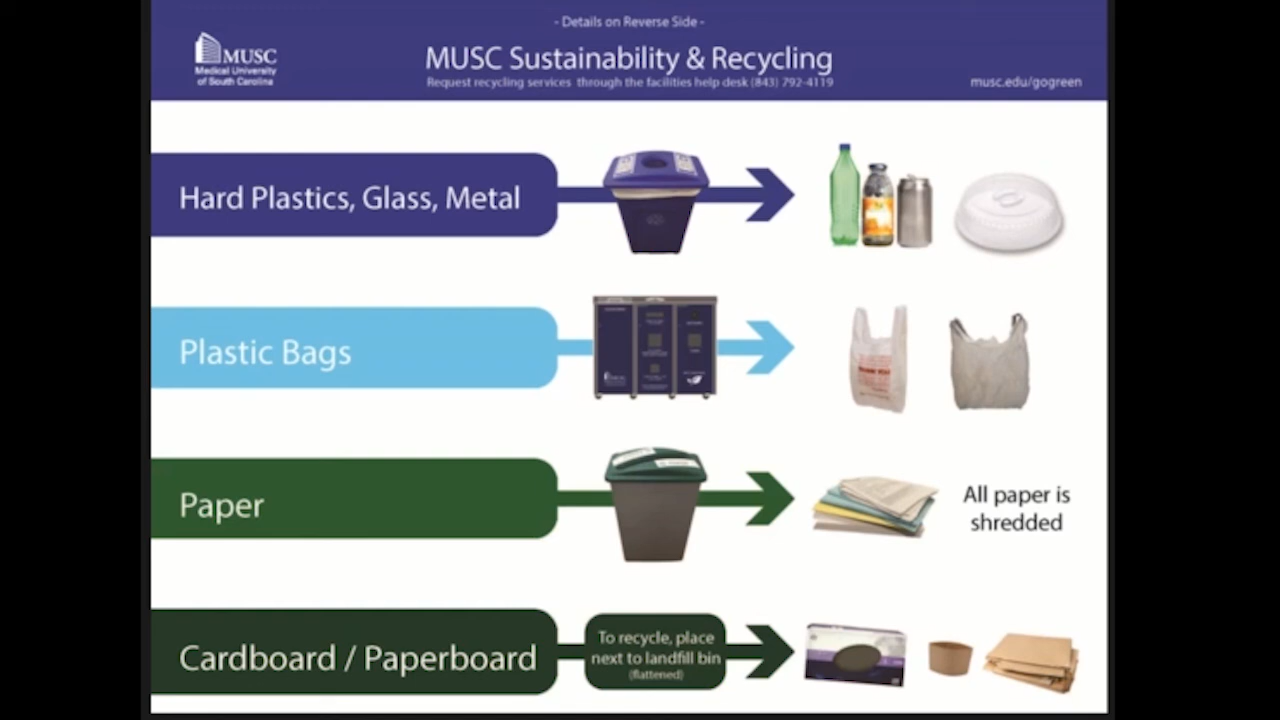 - Details on Reverse Side -
MUSC
Medical University
of South Carolina
MUSC Sustainability & Recycling
Request recycling services through the facilities help desk (843) 792-4119
musc.edu/gogreen
Hard Plastics, Glass, Metal
Plastic Bags
Paper
All paper is
shredded
Cardboard / Paperboard
To recycle, place
next to landfill bin
(flattened)